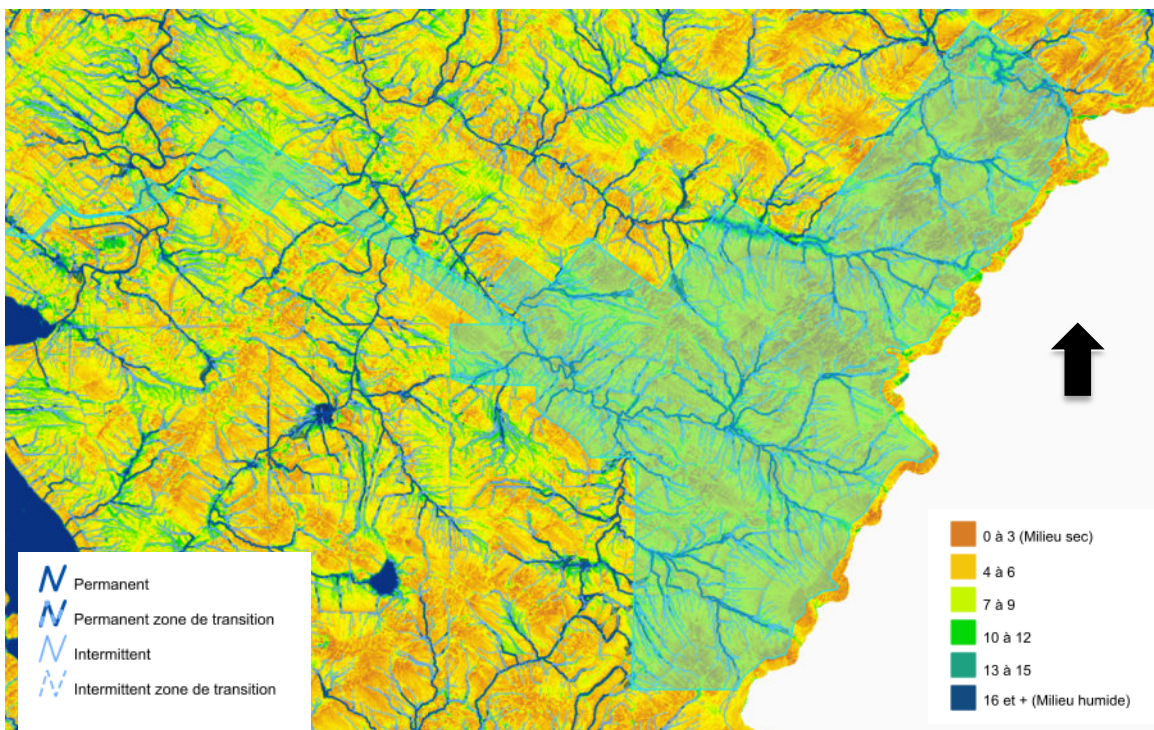 Permanent
Permanent zone de transition
Intermittent
Intermittent zone de transition
0 à 3 (Milieu sec)
4 à 6
7 à 9
10 à 12
13 à 15
16 et + (Milieu humide)